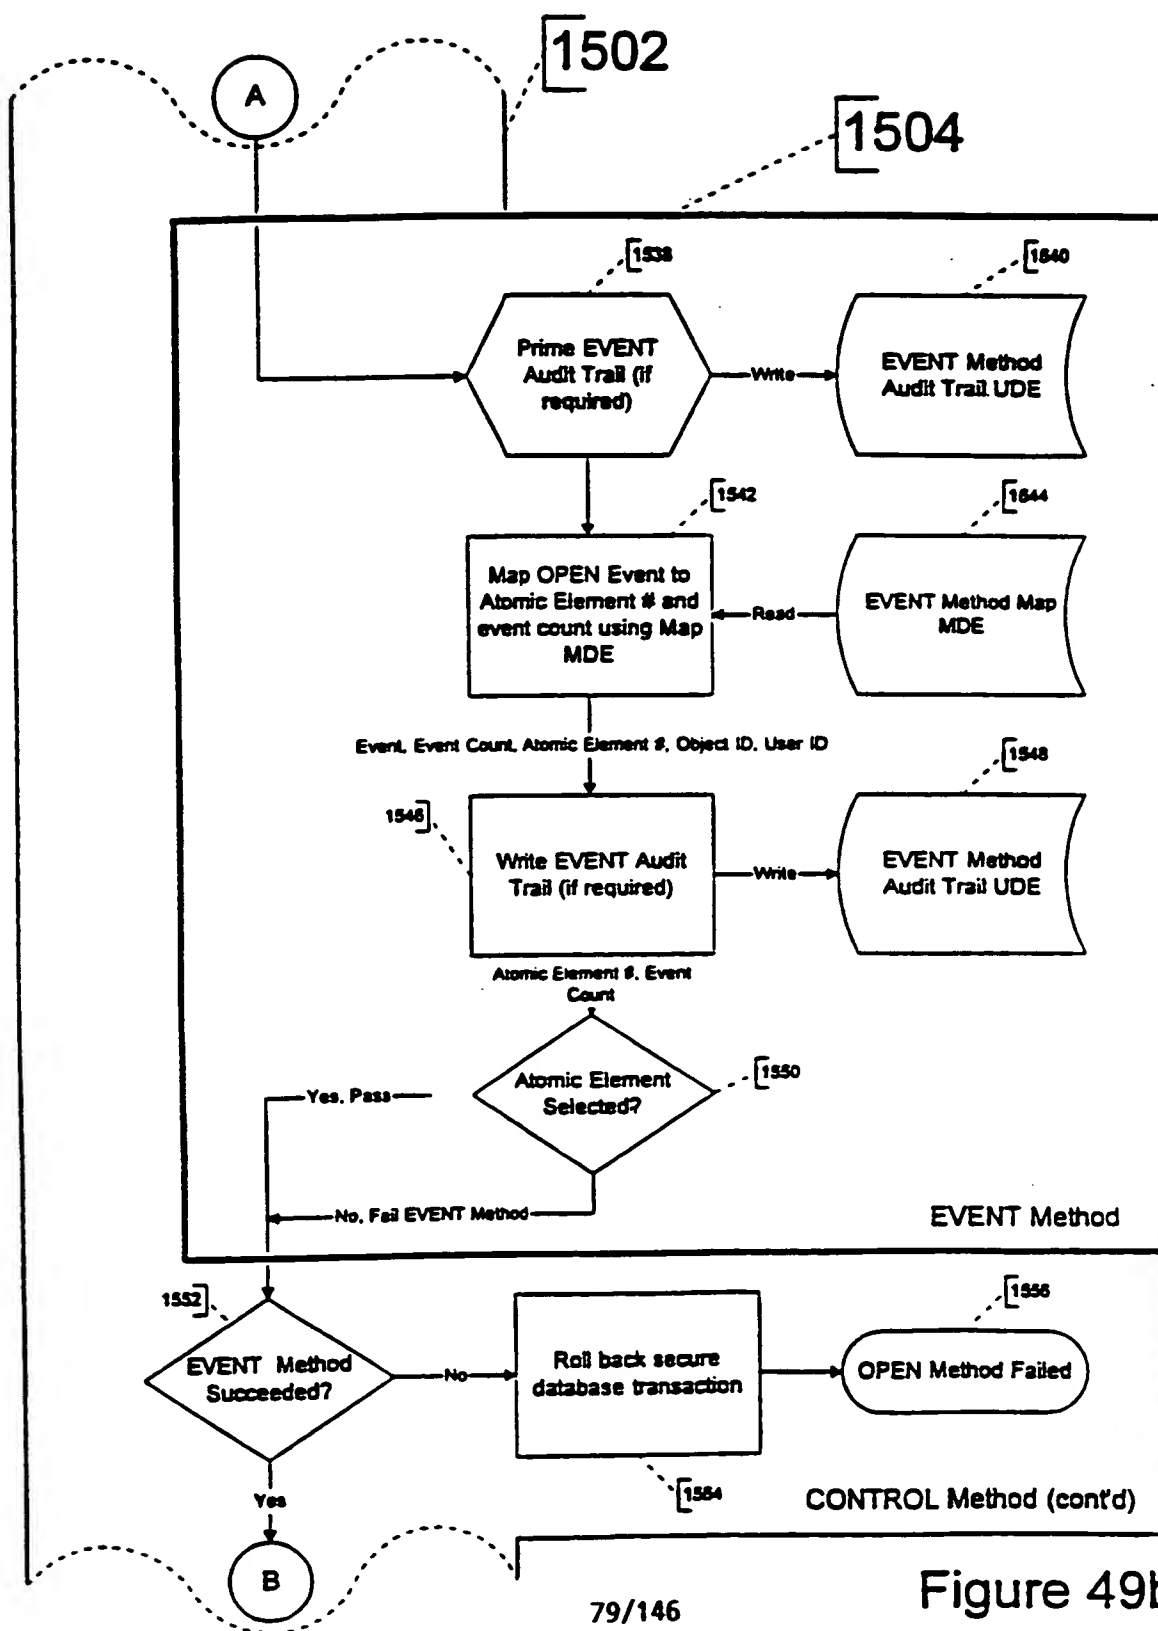 1502
A
1504
1538
1540
Prime EVENT
Audit Trail (if
required)
Write
EVENT Method
Audit Trail UDE
1542
1544
Map OPEN Event to
Atomic Element # and
event count using Map
MDE
Read
EVENT Method Map
MDE
Event, Event Count, Atomic Element #, Object ID, User ID
1548
1546
Write EVENT Audit
Trail (if required)
Write
EVENT Method
Audit Trail UDE
Atomic Element #, Event
Count
1550
Atomic Element
Selected?
Yes, Pass
No, Fail EVENT Method
EVENT Method
1552
1556
EVENT Method
Succeeded?
No
Roll back secure
database transaction
OPEN Method Failed
1554
Yes
CONTROL Method (cont'd)
B
Figure 49b
79/146